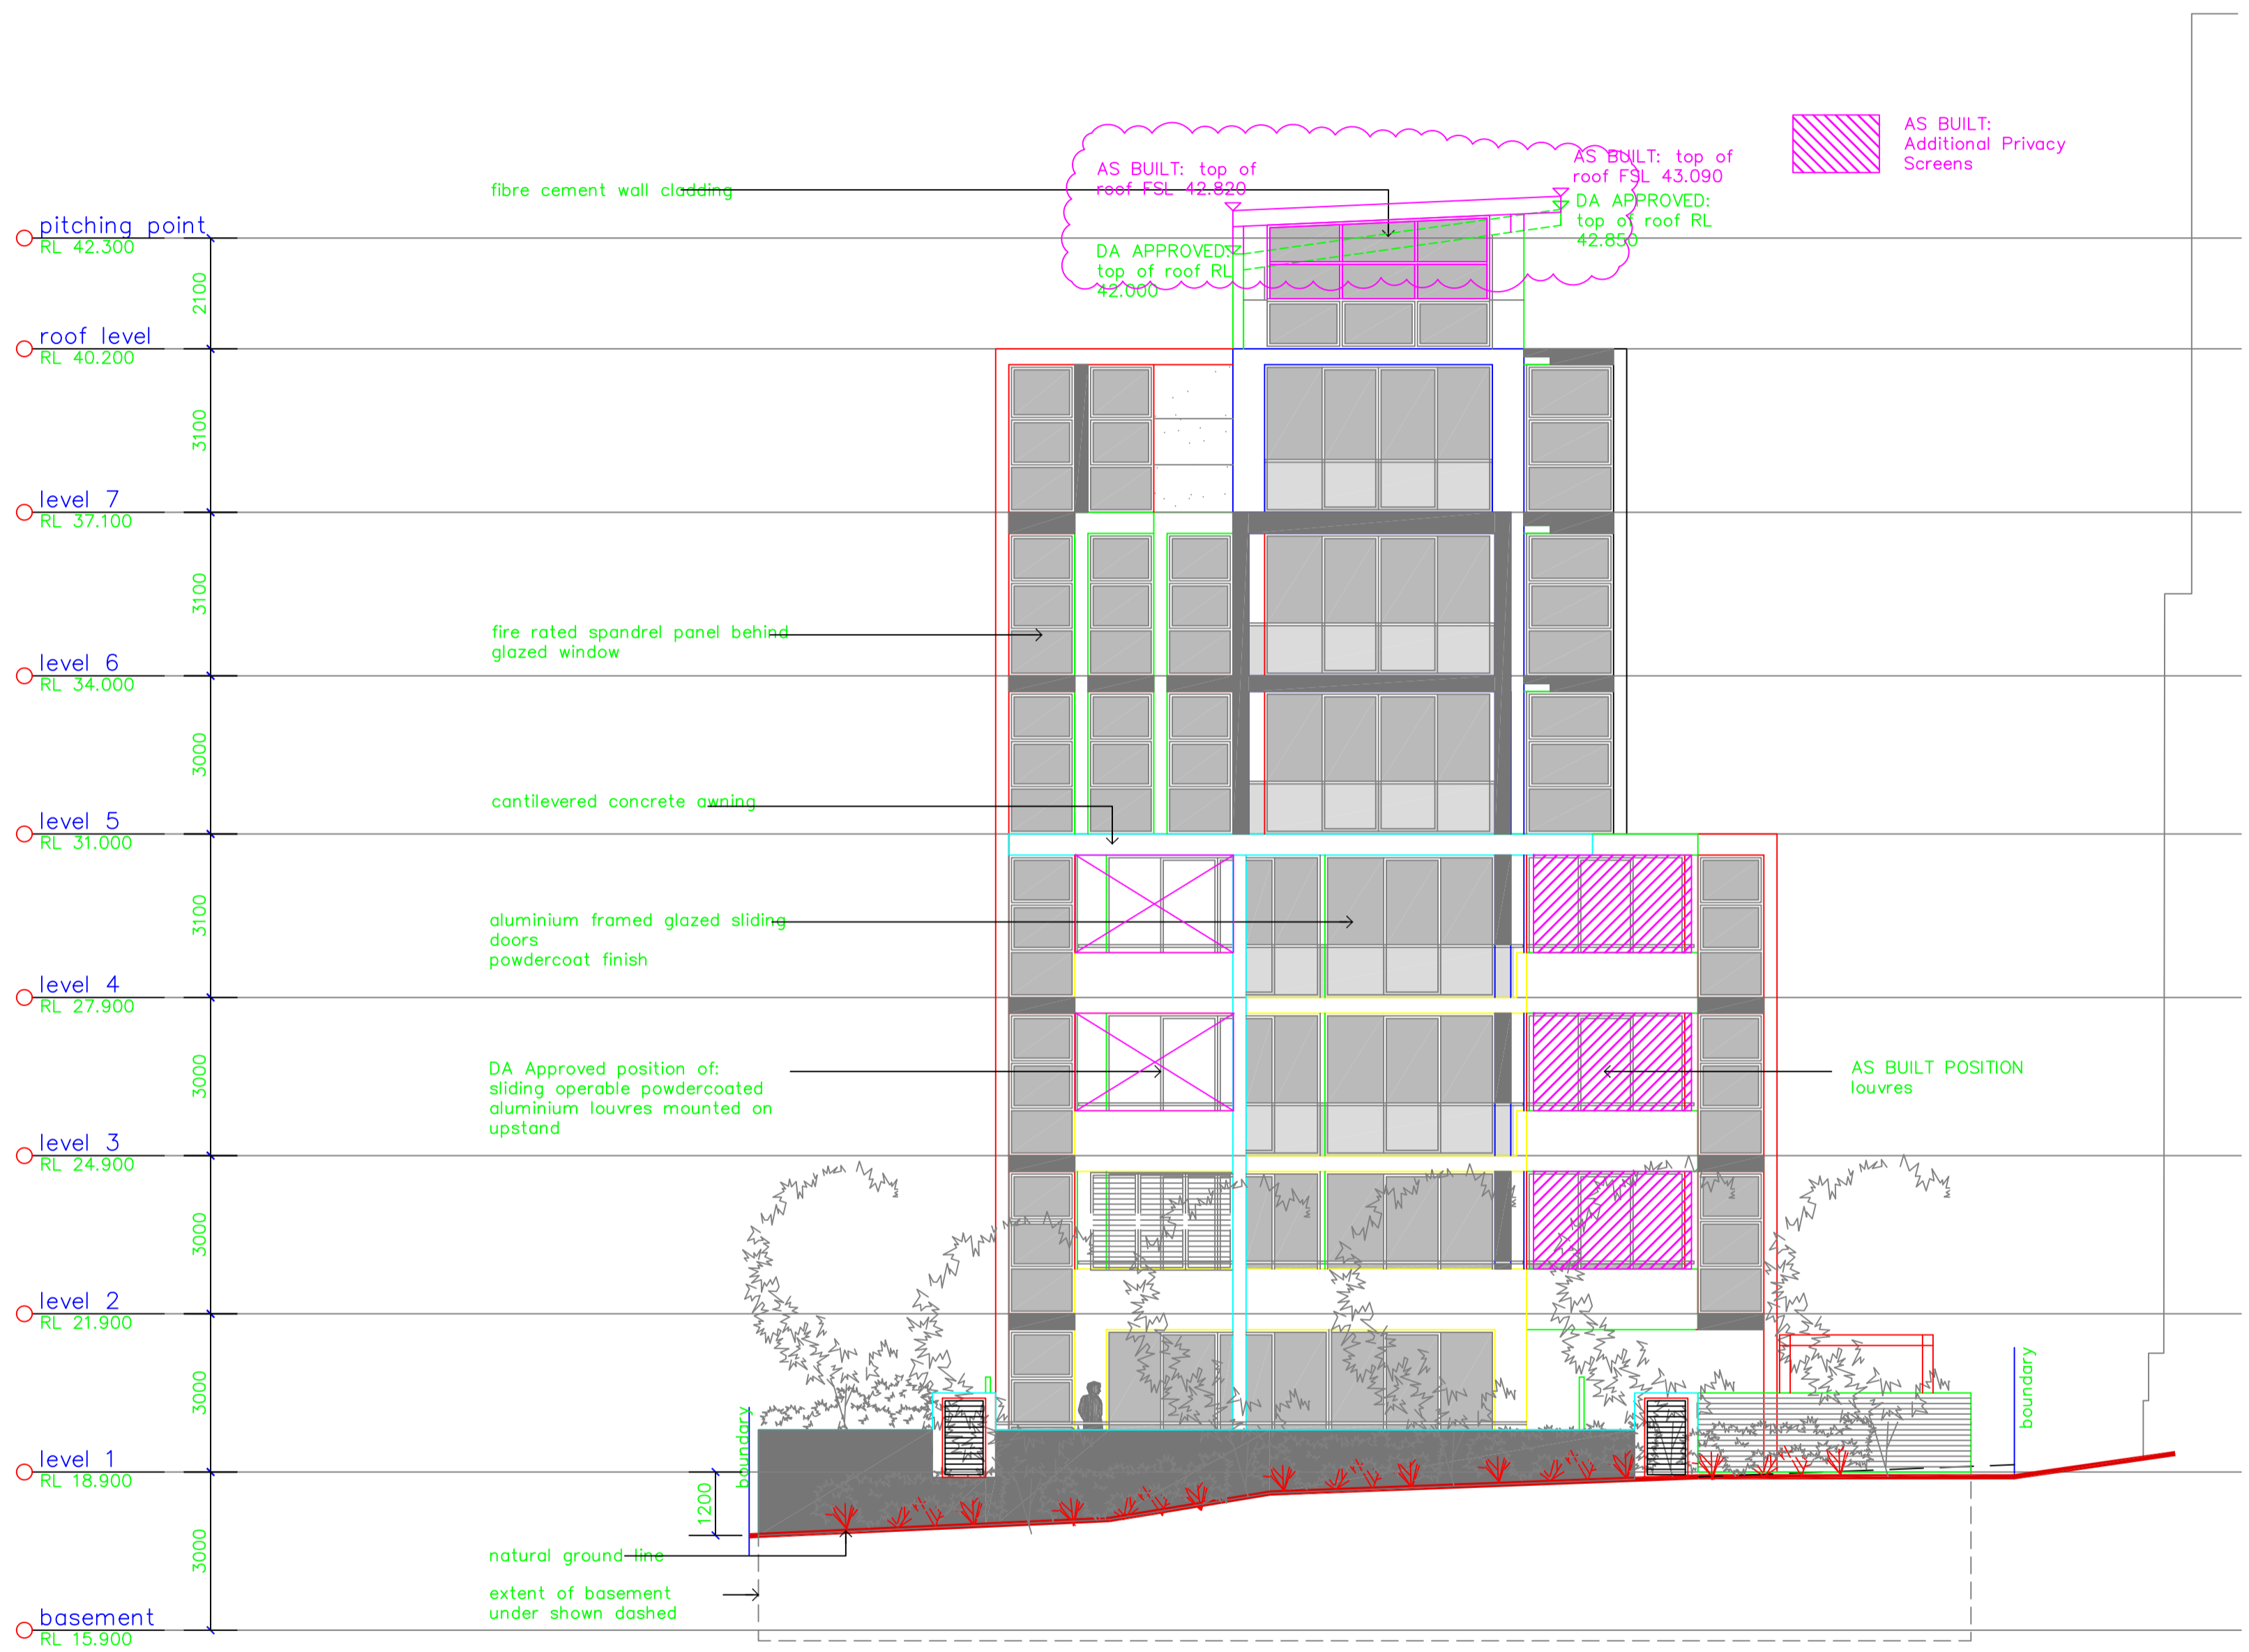 AS BUILT:
Additional Privacy
Screens
AS BUILT: top of
roof FSL 42.820
AS BUILT: top of
roof FSL 43.090
DA APPROVED:
top of roof RL
42.850
DA APPROVED:
top of roof RL
42.000
fibre cement wall cladding
pitching point
RL 42.300
2100
roof level
RL 40.200
3100
level 7
RL 37.100
3100
fire rated spandrel panel behind
glazed window
level 6
RL 34.000
3000
cantilevered concrete awning
level 5
RL 31.000
3100
aluminium framed glazed sliding
doors
powdercoat finish
level 4
RL 27.900
3000
DA Approved position of:
sliding operable powdercoated
aluminium louvres mounted on
upstand
AS BUILT POSITION
louvres
level 3
RL 24.900
3000
level 2
RL 21.900
3000
boundary
boundary
level 1
RL 18.900
1200
3000
natural ground line
extent of basement
under shown dashed
basement
RL 15.900